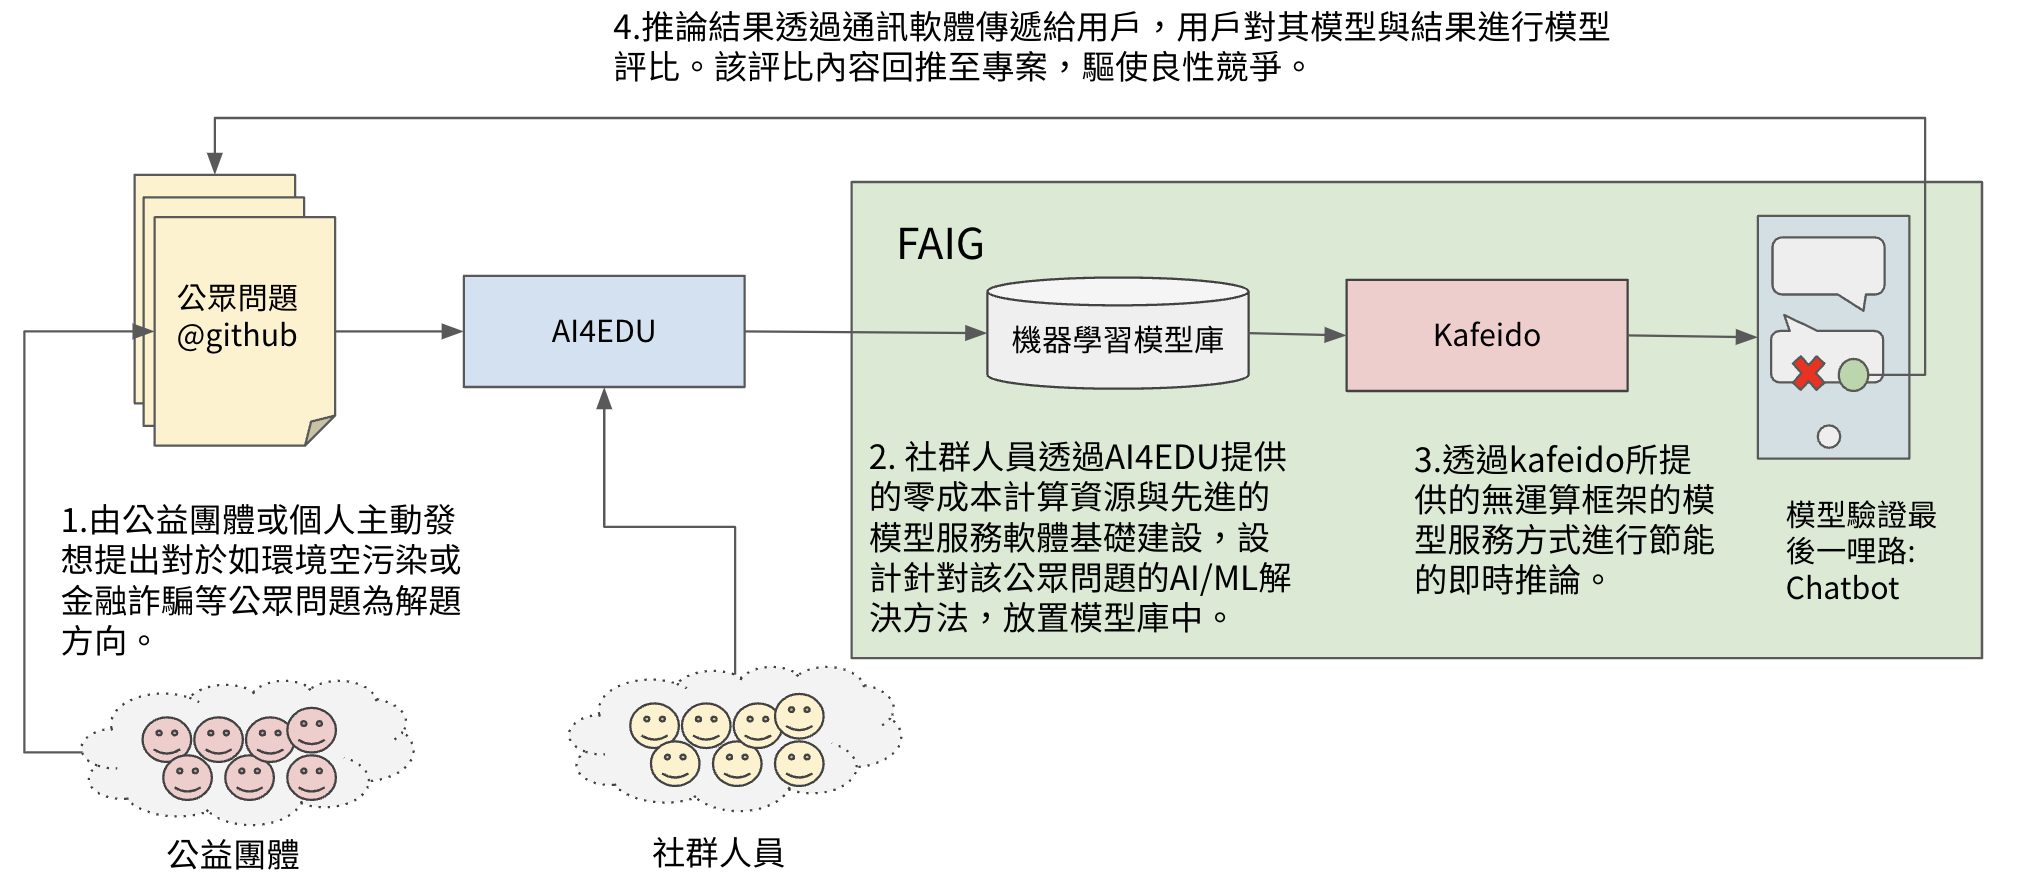 4.推論結果透過通訊軟體傳遞給用戶，用戶對其模型與結果進行模型
評比。該評比內容回推至專案，驅使良性競爭。
公眾問題
@github
AI4EDU
FAIG
機器學習模型庫
Kafeido
1.由公益團體或個人主動發
想提出對於如環境空污染或
金融詐騙等公眾問題為解題
方向。
2. 社群人員透過AI4EDU提供
的零成本計算資源與先進的
模型服務軟體基礎建設，設
計針對該公眾問題的AI/ML解
決方法，放置模型庫中。
3.透過kafeido所提
供的無運算框架的模
型服務方式進行節能
的即時推論。
模型驗證最
後一哩路:
Chatbot
公益團體
社群人員